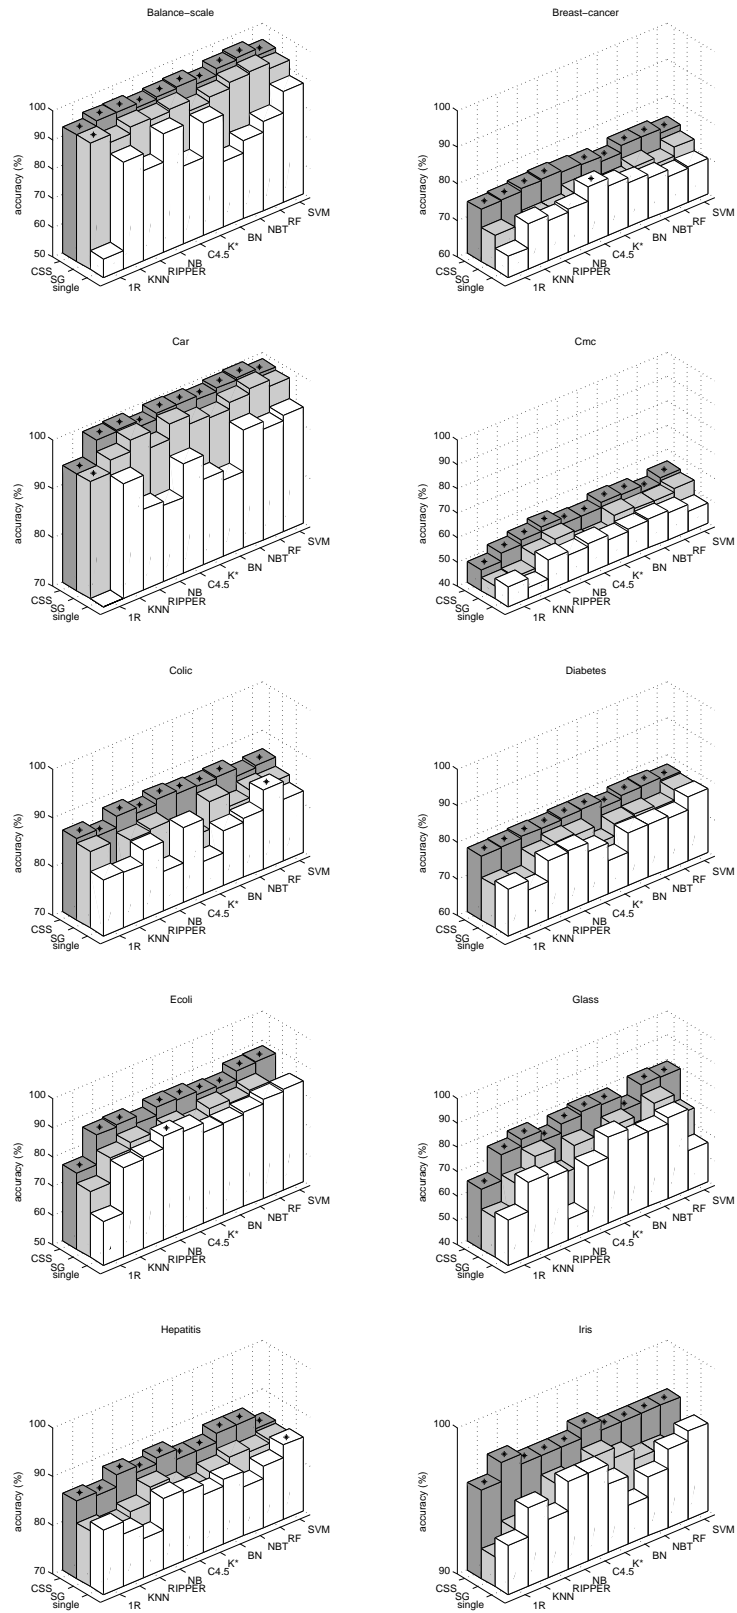 Balance−scale
100
90
80
70
60
50
accuracy (%)
CSS
SG
single
1R
KNN
RIPPER
NB
C4.5
K*
BN
NBT
RF
SVM
Breast−cancer
100
90
80
70
60
accuracy (%)
CSS
SG
single
1R
KNN
RIPPER
NB
C4.5
K*
BN
NBT
RF
SVM
Car
100
90
80
70
accuracy (%)
CSS
SG
single
1R
KNN
RIPPER
NB
C4.5
K*
BN
NBT
RF
SVM
Cmc
100
90
80
70
60
50
40
accuracy (%)
CSS
SG
single
1R
KNN
RIPPER
NB
C4.5
K*
BN
NBT
RF
SVM
Colic
100
90
80
70
accuracy (%)
CSS
SG
single
1R
KNN
RIPPER
NB
C4.5
K*
BN
NBT
RF
SVM
Diabetes
100
90
80
70
60
accuracy (%)
CSS
SG
single
1R
KNN
RIPPER
NB
C4.5
K*
BN
NBT
RF
SVM
Ecoli
100
90
80
70
60
50
accuracy (%)
CSS
SG
single
1R
KNN
RIPPER
NB
C4.5
K*
BN
NBT
RF
SVM
Glass
100
90
80
70
60
50
40
accuracy (%)
CSS
SG
single
1R
KNN
RIPPER
NB
C4.5
K*
BN
NBT
RF
SVM
Hepatitis
100
90
80
70
accuracy (%)
CSS
SG
single
1R
KNN
RIPPER
NB
C4.5
K*
BN
NBT
RF
SVM
Iris
100
90
accuracy (%)
CSS
SG
single
1R
KNN
RIPPER
NB
C4.5
K*
BN
NBT
RF
SVM